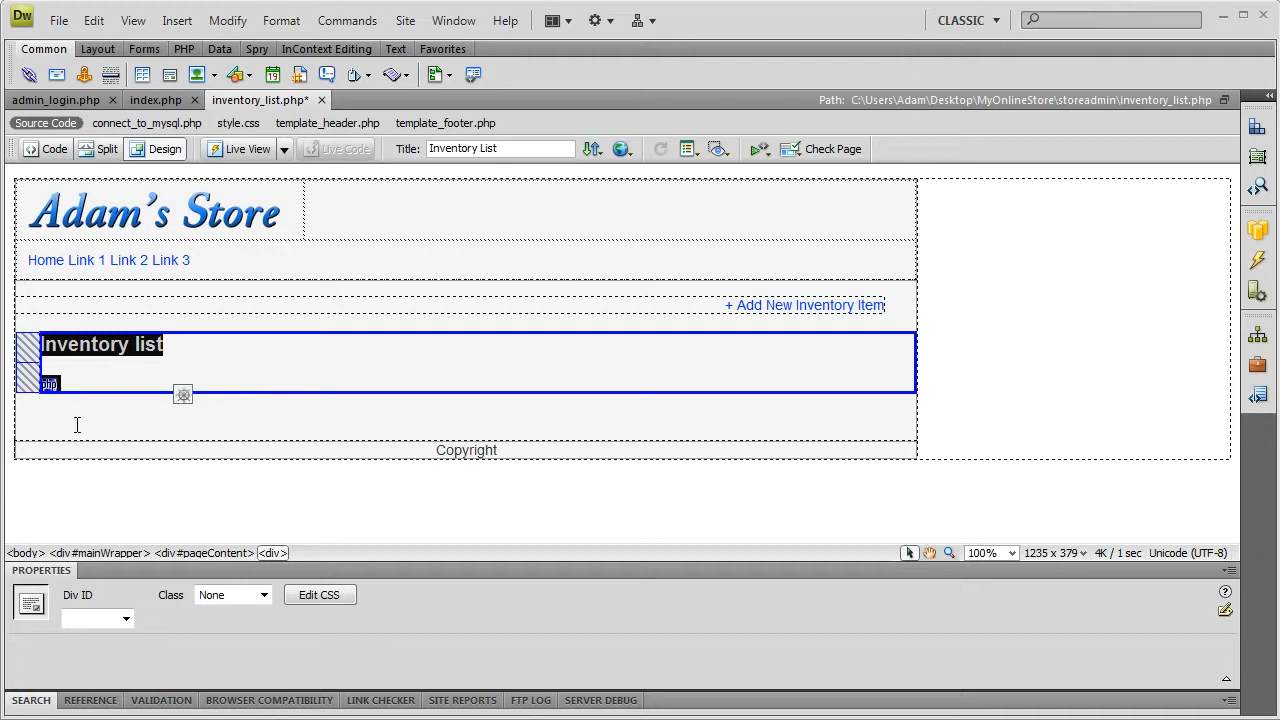 Dw File Edit View Insert Modify Format Commands Site Window Help CLASSIC
Common Layout Forms PHP Data Spry InContext Editing Text Favorites
19
admin_login.php index.php inventory_list.php* Path: C:\Users\Adam\Desktop\MyOnlineStore\storeadmin\inventory_list.php
Source Code connect_to_mysql.php style.css template_header.php template_footer.php
Code Split Design Live View Live Code Title: Inventory List Check Page
Adam's Store
Home Link 1 Link 2 Link 3
+ Add New Inventory Item
Inventory list
php
Copyright
<body> <div#mainWrapper> <div#pageContent> <div> 100% 1235 x 379 4K / 1 sec Unicode (UTF-8)
PROPERTIES
Div ID Class None Edit CSS
SEARCH REFERENCE VALIDATION BROWSER COMPATIBILITY LINK CHECKER SITE REPORTS FTP LOG SERVER DEBUG